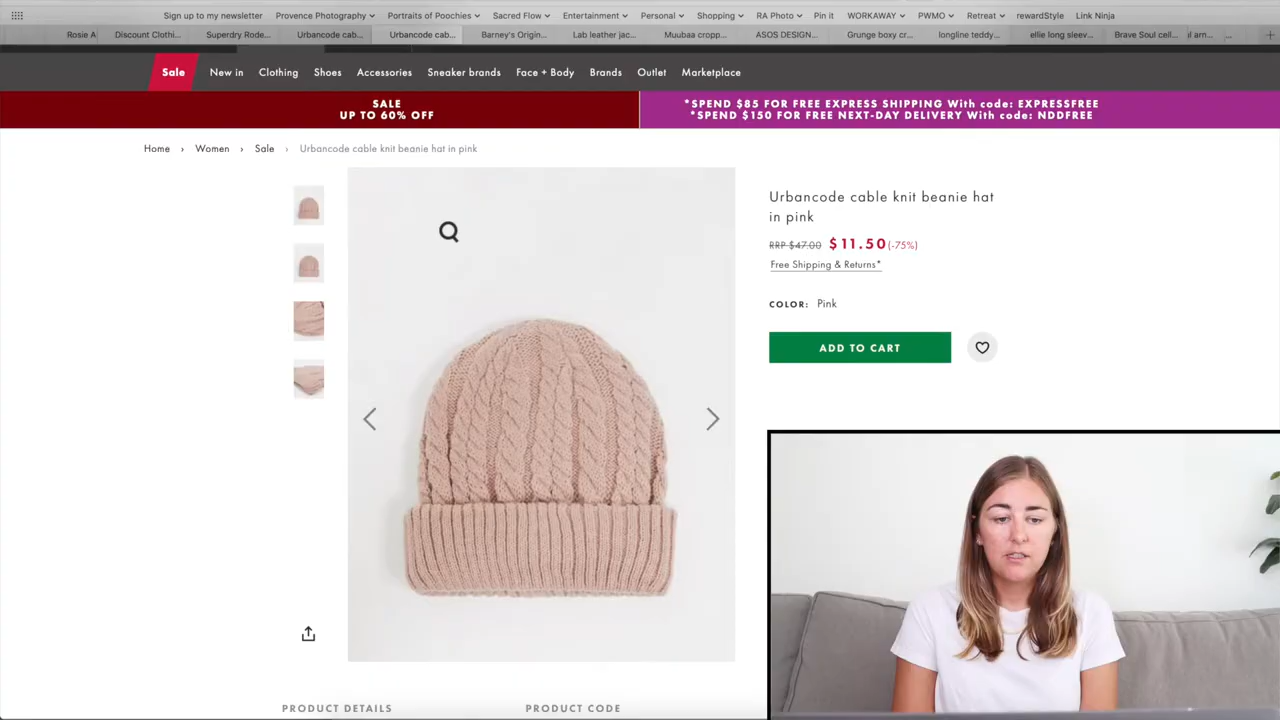 Sign up to my newsletter Provence Photography Portraits of Poochies Sacred Flow Entertainment Personal Shopping RA Photo Pin it WORKAWAY PWMO Retreat rewardStyle Link Ninja
Rosie A Discount Clothi... Superdry Rode... Urbancode cab... Urbancode cab... Barney's Origin... Lab leather jac... Muubaa cropp... ASOS DESIGN... Grunge boxy cr... longline teddy... ellie long sleev... Brave Soul cell...
Sale New in Clothing Shoes Accessories Sneaker brands Face + Body Brands Outlet Marketplace
SALE
UP TO 60% OFF
*SPEND $85 FOR FREE EXPRESS SHIPPING With code: EXPRESSFREE
*SPEND $150 FOR FREE NEXT-DAY DELIVERY With code: NDDFREE
Home › Women › Sale › Urbancode cable knit beanie hat in pink
Urbancode cable knit beanie hat
in pink
RRP $47.00 $11.50 (-75%)
Free Shipping & Returns*
COLOR: Pink
ADD TO CART
PRODUCT DETAILS
PRODUCT CODE